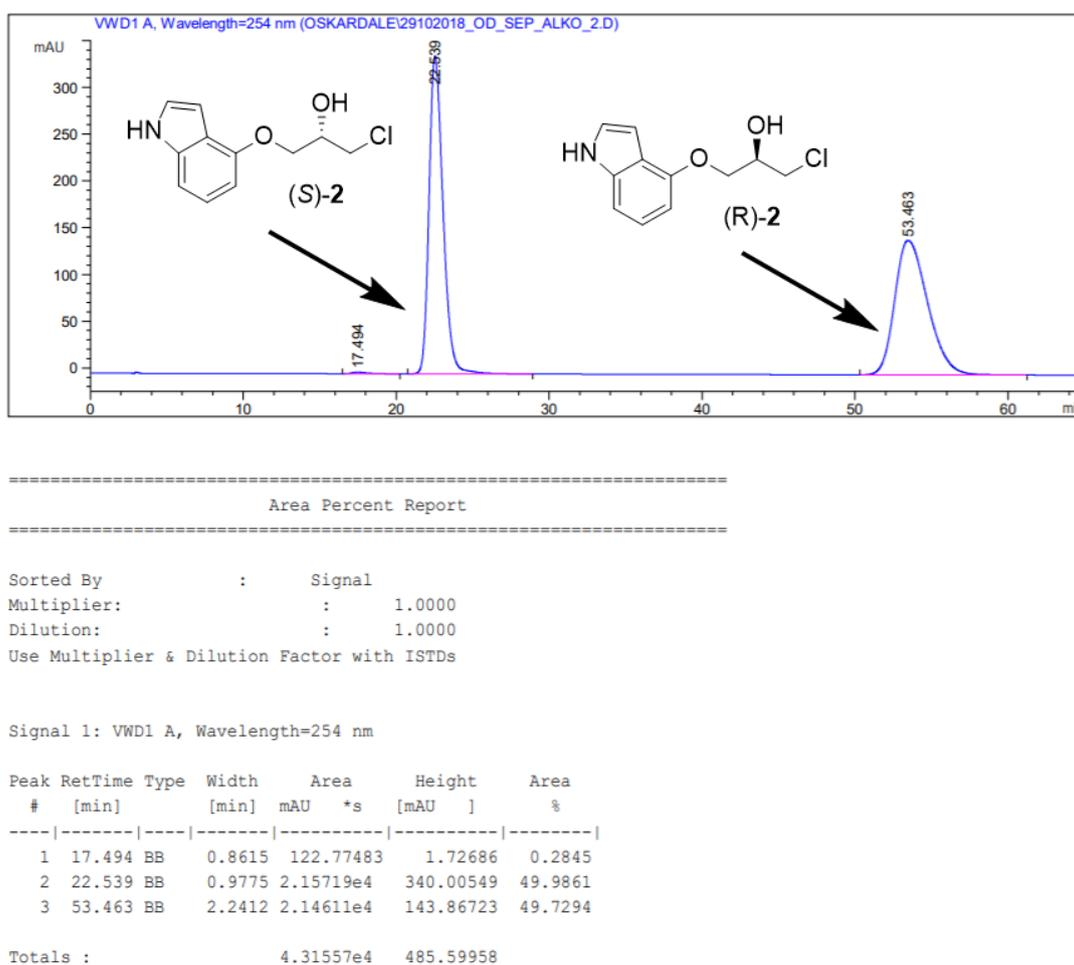 VWD1 A, Wavelength=254 nm (OSKARDALE\29102018_OD_SEP_ALKO_2.D)
mAU
300
250
200
150
100
50
0
0 10 20 30 40 50 60 m
17.494
22.539
53.463
HN O OH Cl
(S)-2
HN O OH Cl
(R)-2
=====================================================================
Area Percent Report
=====================================================================
Sorted By : Signal
Multiplier: : 1.0000
Dilution: : 1.0000
Use Multiplier & Dilution Factor with ISTDs
Signal 1: VWD1 A, Wavelength=254 nm
Peak RetTime Type Width Area Height Area
# [min] [min] mAU *s [mAU ] %
----|-------|----|-------|----------|----------|--------|
1 17.494 BB 0.8615 122.77483 1.72686 0.2845
2 22.539 BB 0.9775 2.15719e4 340.00549 49.9861
3 53.463 BB 2.2412 2.14611e4 143.86723 49.7294
Totals : 4.31557e4 485.59958